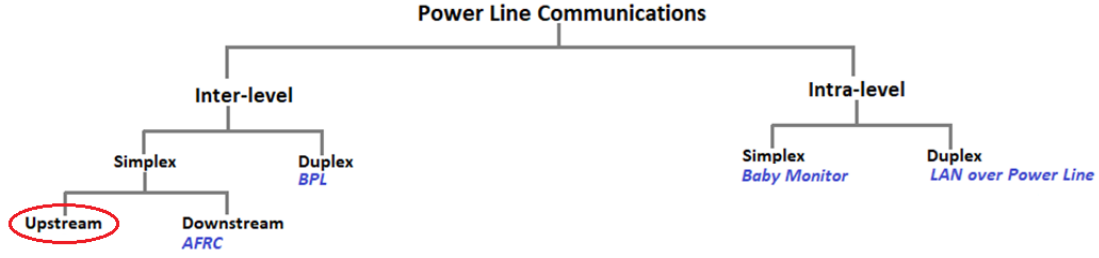 Power Line Communications
Inter-level
Intra-level
Simplex
Duplex
BPL
Simplex
Baby Monitor
Duplex
LAN over Power Line
Upstream
Downstream
AFRC